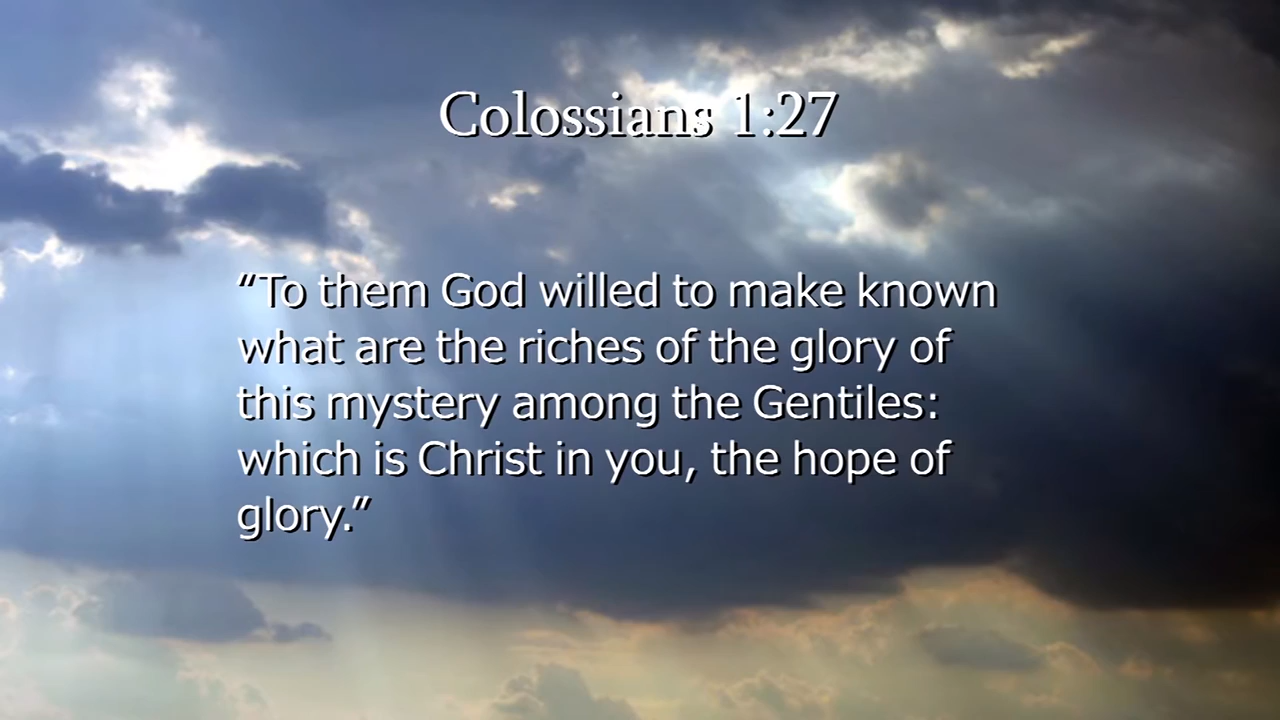 Colossians 1:27
"To them God willed to make known
what are the riches of the glory of
this mystery among the Gentiles:
which is Christ in you, the hope of
glory."